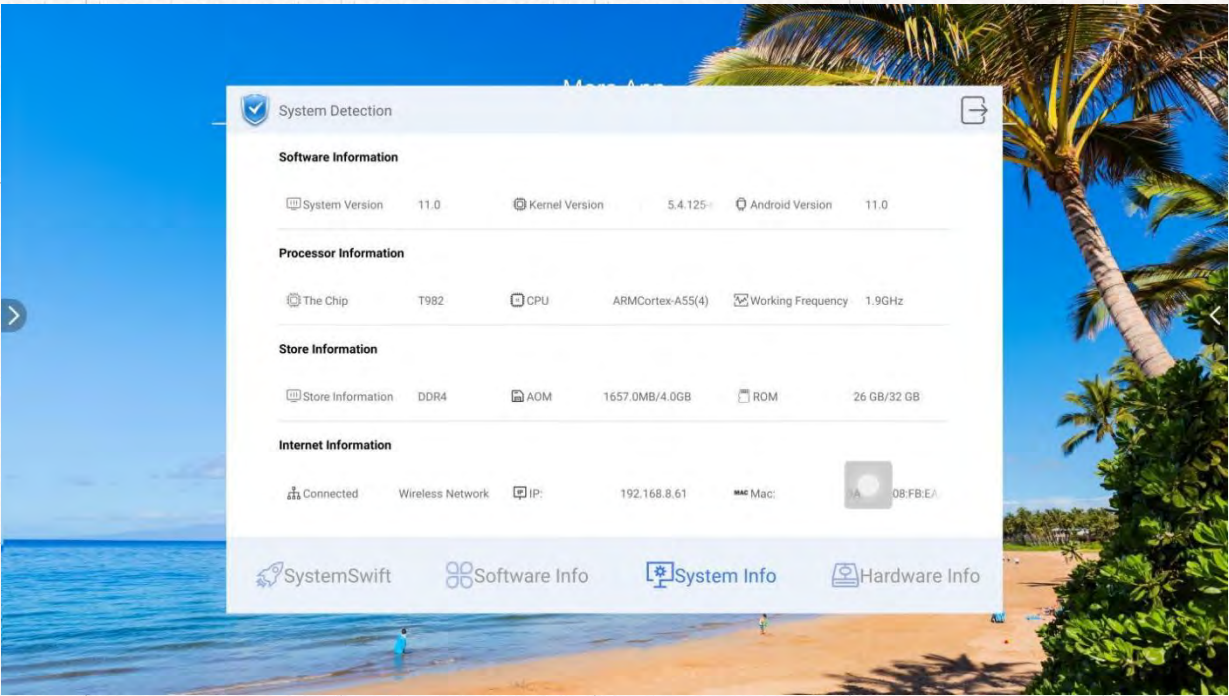 System Detection
Software Information
System Version 11.0 Kernel Version 5.4.125- Android Version 11.0
Processor Information
The Chip T982 CPU ARMCortex-A55(4) Working Frequency 1.9GHz
Store Information
Store Information DDR4 AOM 1657.0MB/4.0GB ROM 26 GB/32 GB
Internet Information
Connected Wireless Network IP: 192.168.8.61 MAC Mac: 08:FB:EA
SystemSwift Software Info System Info Hardware Info